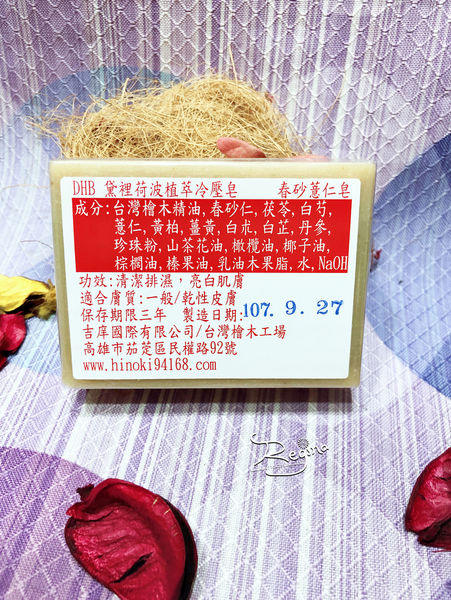 DHB 黛裡荷波植萃冷壓皂 春砂薏仁皂
成分:台灣檜木精油,春砂仁,茯苓,白芍,
薏仁,黃柏,薑黃,白朮,白芷,丹參,
珍珠粉,山茶花油,橄欖油,椰子油,
棕櫚油,榛果油,乳油木果脂,水,NaOH
功效:清潔排濕,亮白肌膚
適合膚質:一般/乾性皮膚
保存期限三年 製造日期:107. 9. 27
吉庠國際有限公司/台灣檜木工場
高雄市茄萣區民權路92號
www.hinoki94168.com
Regina